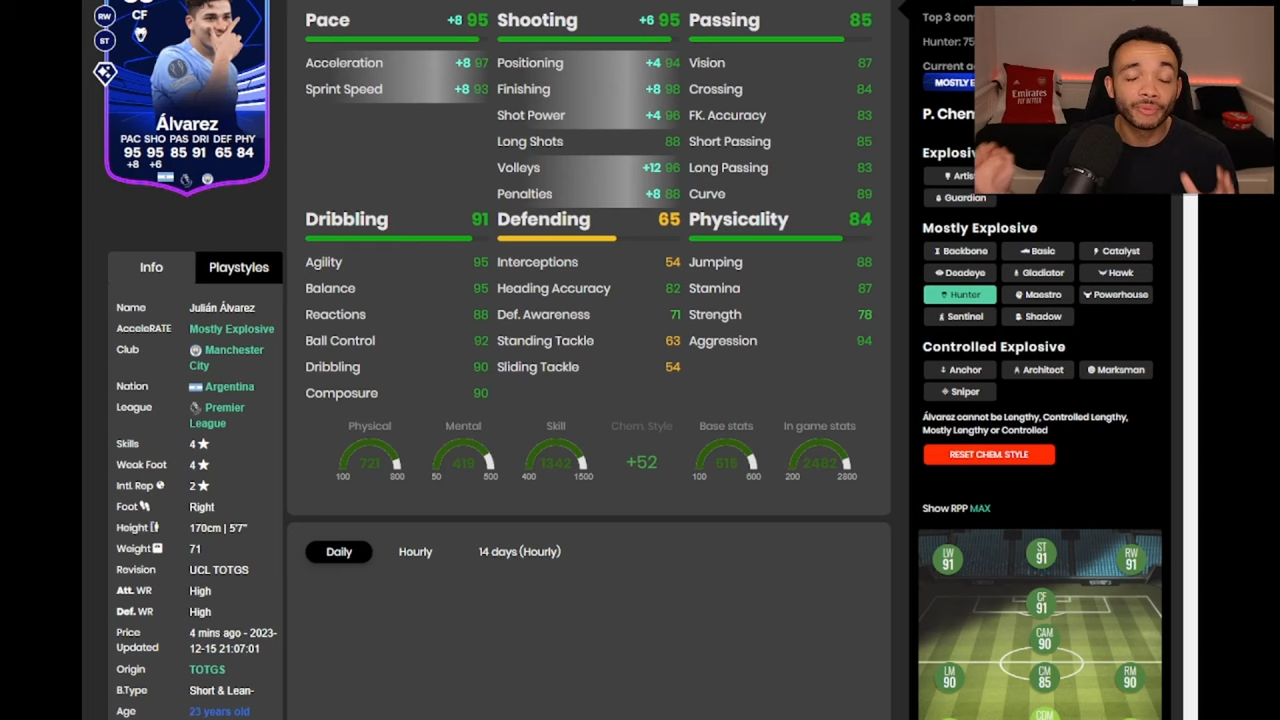 CF
RW
ST
Álvarez
PAC SHO PAS DRI DEF PHY
95 95 85 91 65 84
+8 +6
Info
Playstyles
Name Julián Álvarez
AcceleRATE Mostly Explosive
Club Manchester
City
Nation Argentina
League Premier
League
Skills 4★
Weak Foot 4★
Intl. Rep 2★
Foot Right
Height 170cm | 5'7"
Weight 71
Revision UCL TOTGS
Att. WR High
Def. WR High
Price 4 mins ago - 2023-
Updated 12-15 21:07:01
Origin TOTGS
B.Type Short & Lean-
Age 23 years old
Pace +8 95
Acceleration +8 97
Sprint Speed +8 93
Shooting +6 95
Positioning +4 94
Finishing +8 98
Shot Power +4 96
Long Shots 88
Volleys +12 96
Penalties +8 88
Passing 85
Vision 87
Crossing 84
FK. Accuracy 83
Short Passing 85
Long Passing 83
Curve 89
Dribbling 91
Agility 95
Balance 95
Reactions 88
Ball Control 92
Dribbling 90
Composure 90
Defending 65
Interceptions 54
Heading Accuracy 82
Def. Awareness 71
Standing Tackle 63
Sliding Tackle 54
Physicality 84
Jumping 88
Stamina 87
Strength 78
Aggression 94
Physical Mental Skill Chem. Style Base stats In game stats
721 419 1342 +52 515 2482
100 800 50 500 400 1500 100 600 200 2800
Daily Hourly 14 days (Hourly)
Top 3 com
Hunter: 75
Current a
MOSTLY E
P. Chem
Explosiv
Artis
Guardian
Mostly Explosive
Backbone Basic Catalyst
Deadeye Gladiator Hawk
Hunter Maestro Powerhouse
Sentinel Shadow
Controlled Explosive
Anchor Architect Marksman
Sniper
Álvarez cannot be Lengthy, Controlled Lengthy,
Mostly Lengthy or Controlled
RESET CHEM. STYLE
Show RPP MAX
LW
91
ST
91
RW
91
CF
91
CAM
90
LM
90
CM
85
RM
90
CDM
Emirates
FLY BETTER